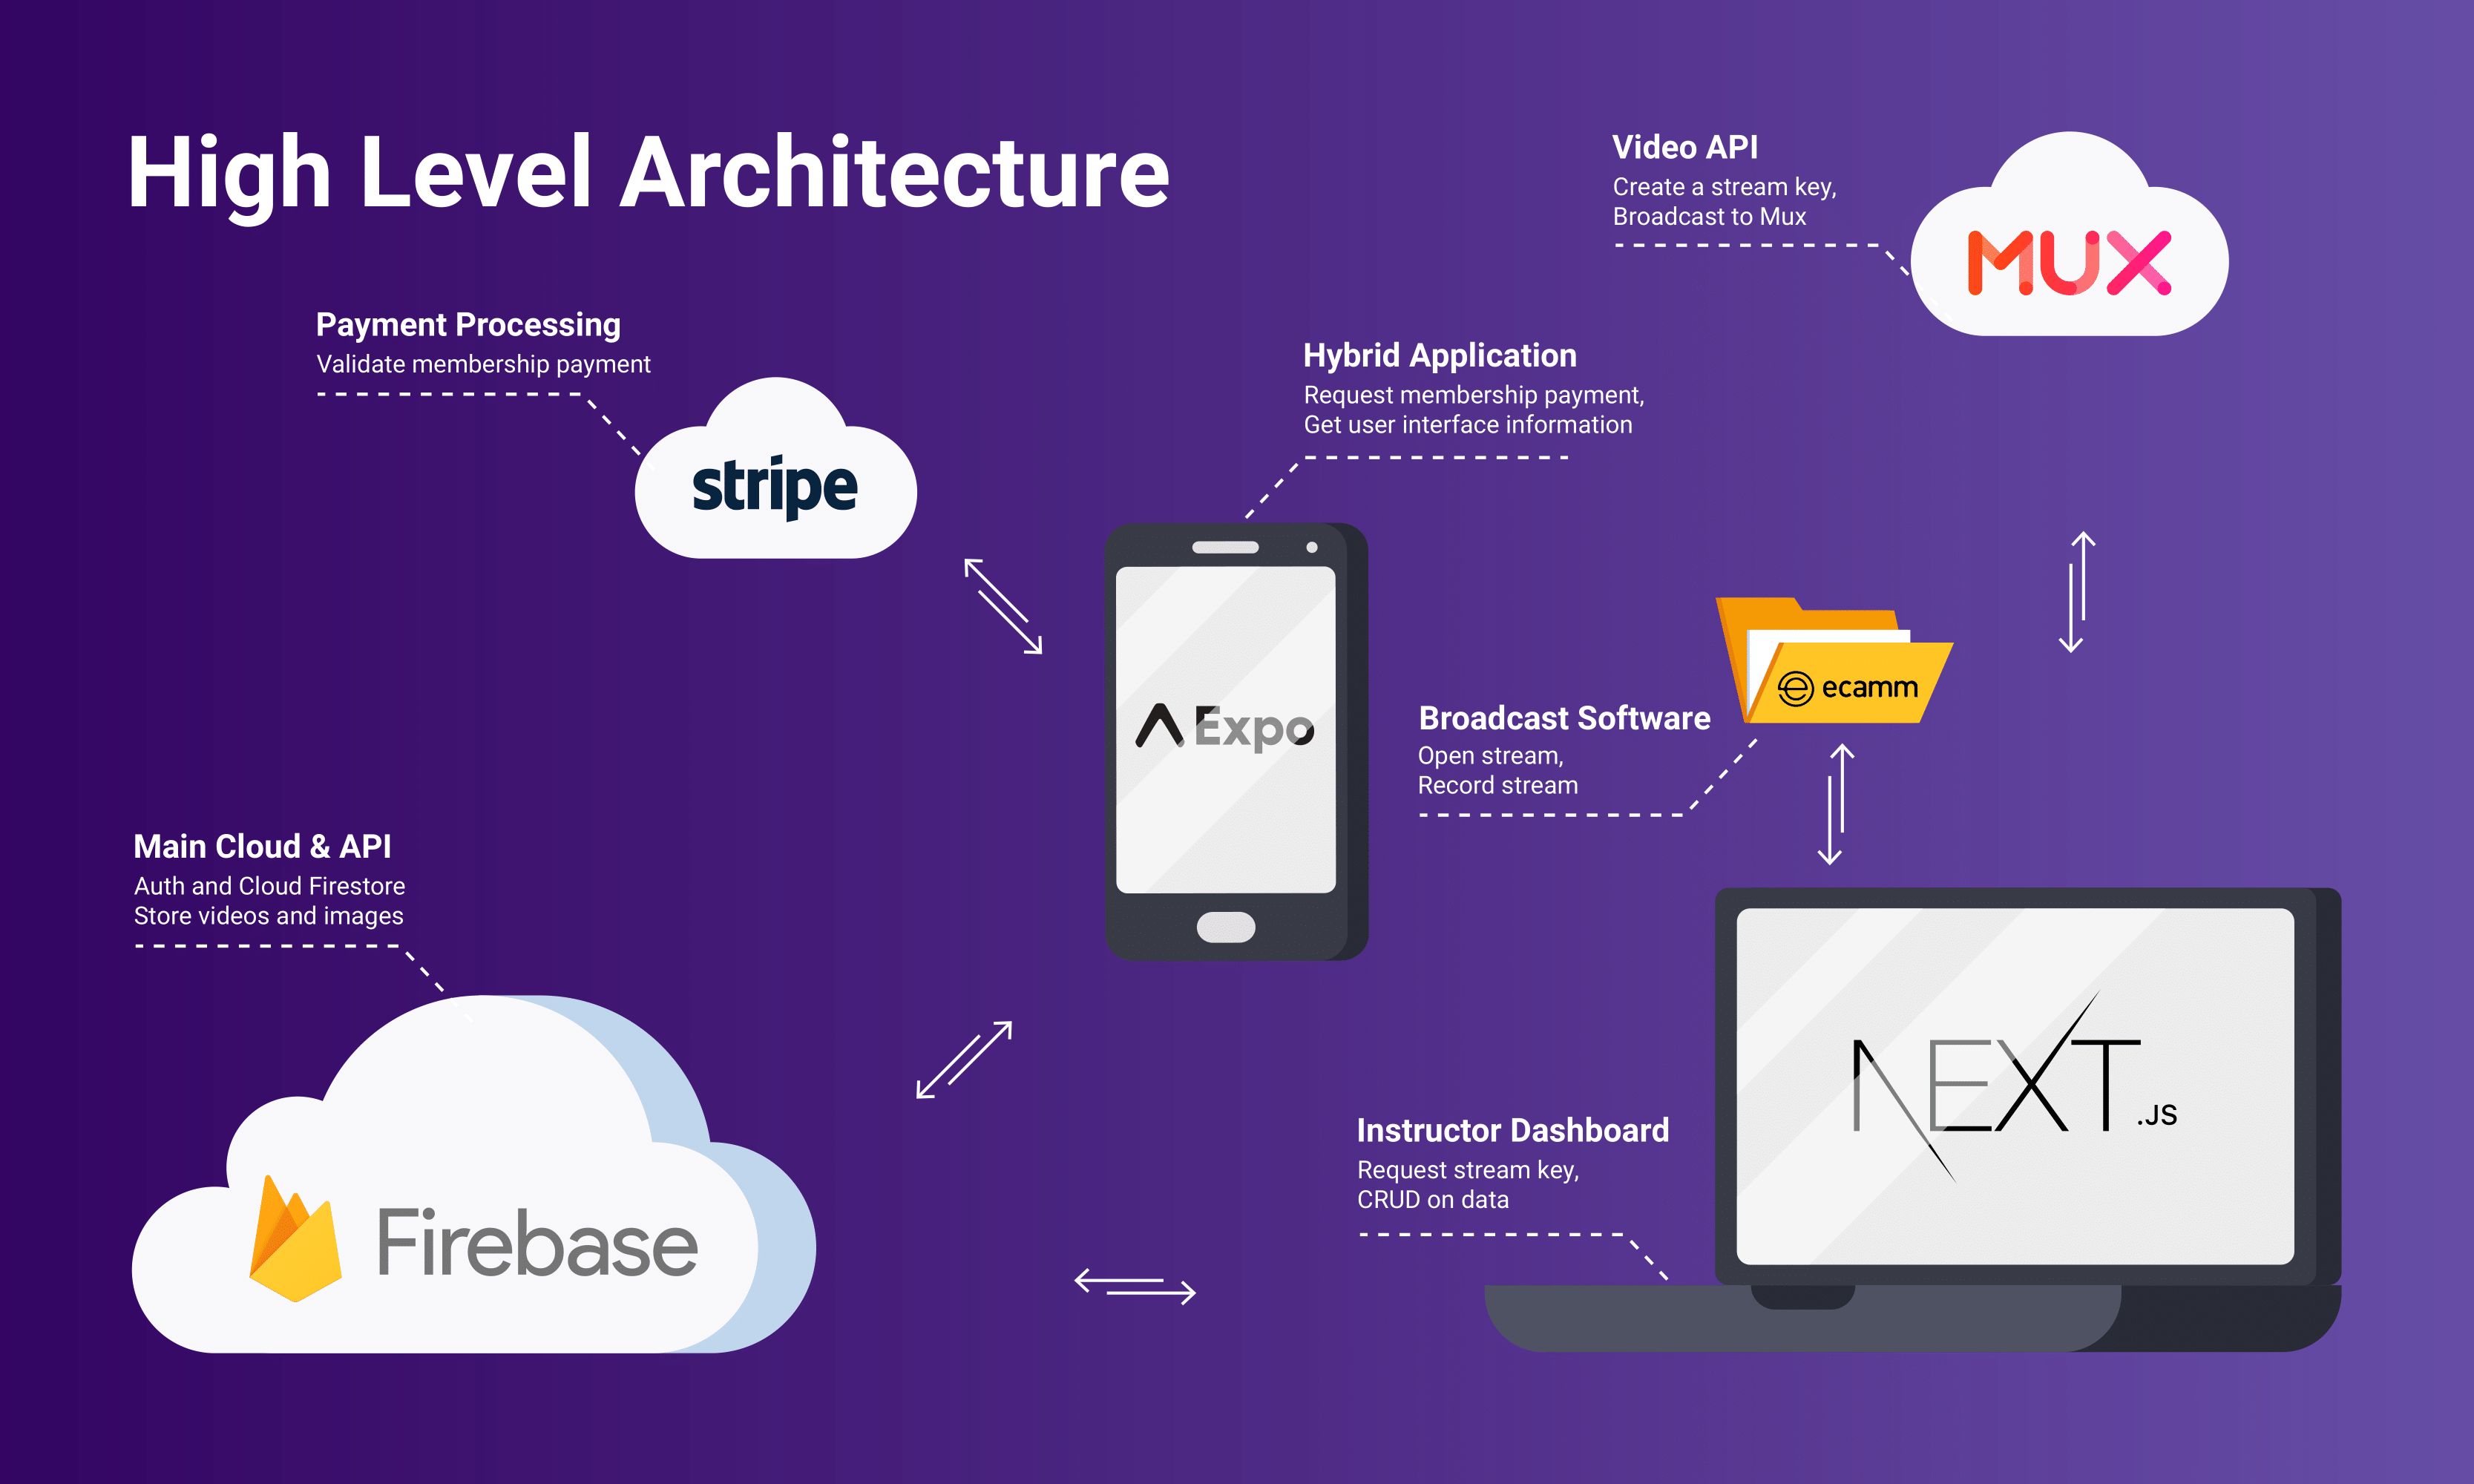 High Level Architecture
Video API
Create a stream key,
Broadcast to Mux
MUX
Payment Processing
Validate membership payment
stripe
Hybrid Application
Request membership payment,
Get user interface information
Expo
ecamm
Broadcast Software
Open stream,
Record stream
Main Cloud & API
Auth and Cloud Firestore
Store videos and images
Firebase
NEXT.JS
Instructor Dashboard
Request stream key,
CRUD on data